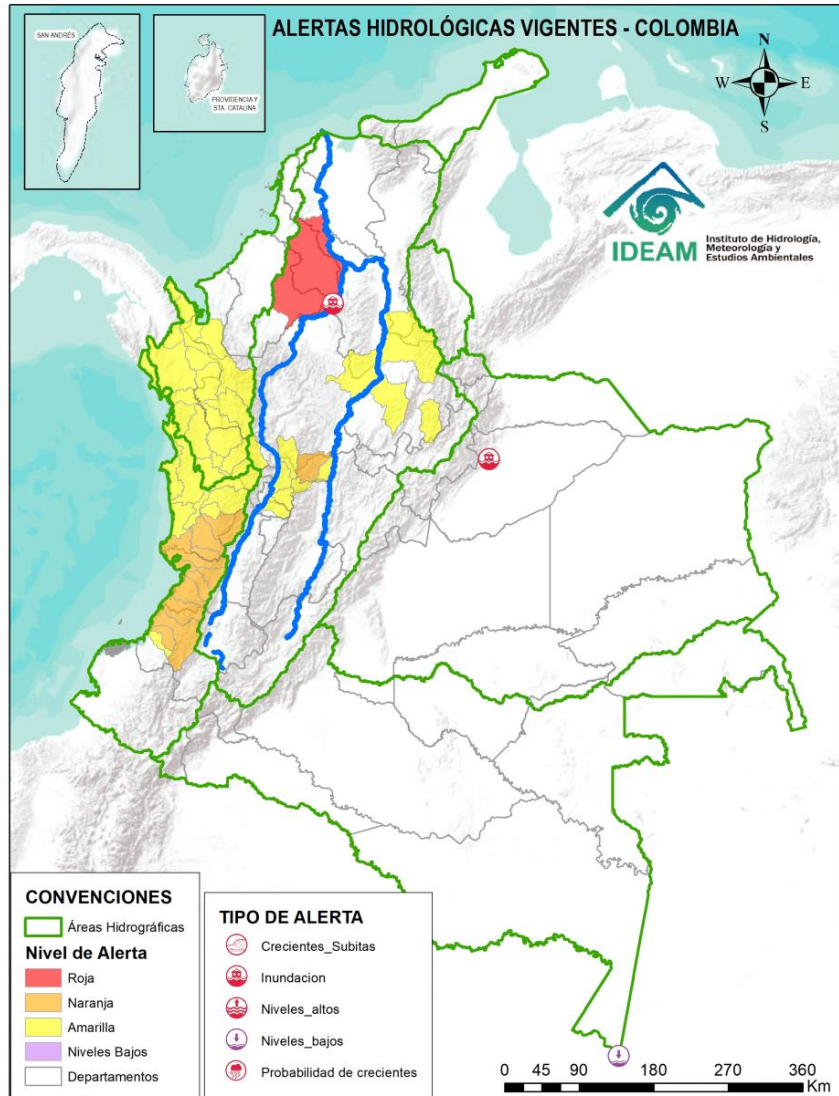 ALERTAS HIDROLÓGICAS VIGENTES - COLOMBIA
SAN ANDRÉS
PROVIDENCIA Y
STA. CATALINA
N
W
E
S
IDEAM
Instituto de Hidrología,
Meteorología y
Estudios Ambientales
CONVENCIONES
Áreas Hidrográficas
Nivel de Alerta
Roja
Naranja
Amarilla
Niveles Bajos
Departamentos
TIPO DE ALERTA
Crecientes_Subitas
Inundacion
Niveles_altos
Niveles_bajos
Probabilidad de crecientes
0 45 90 180 270 360
Km